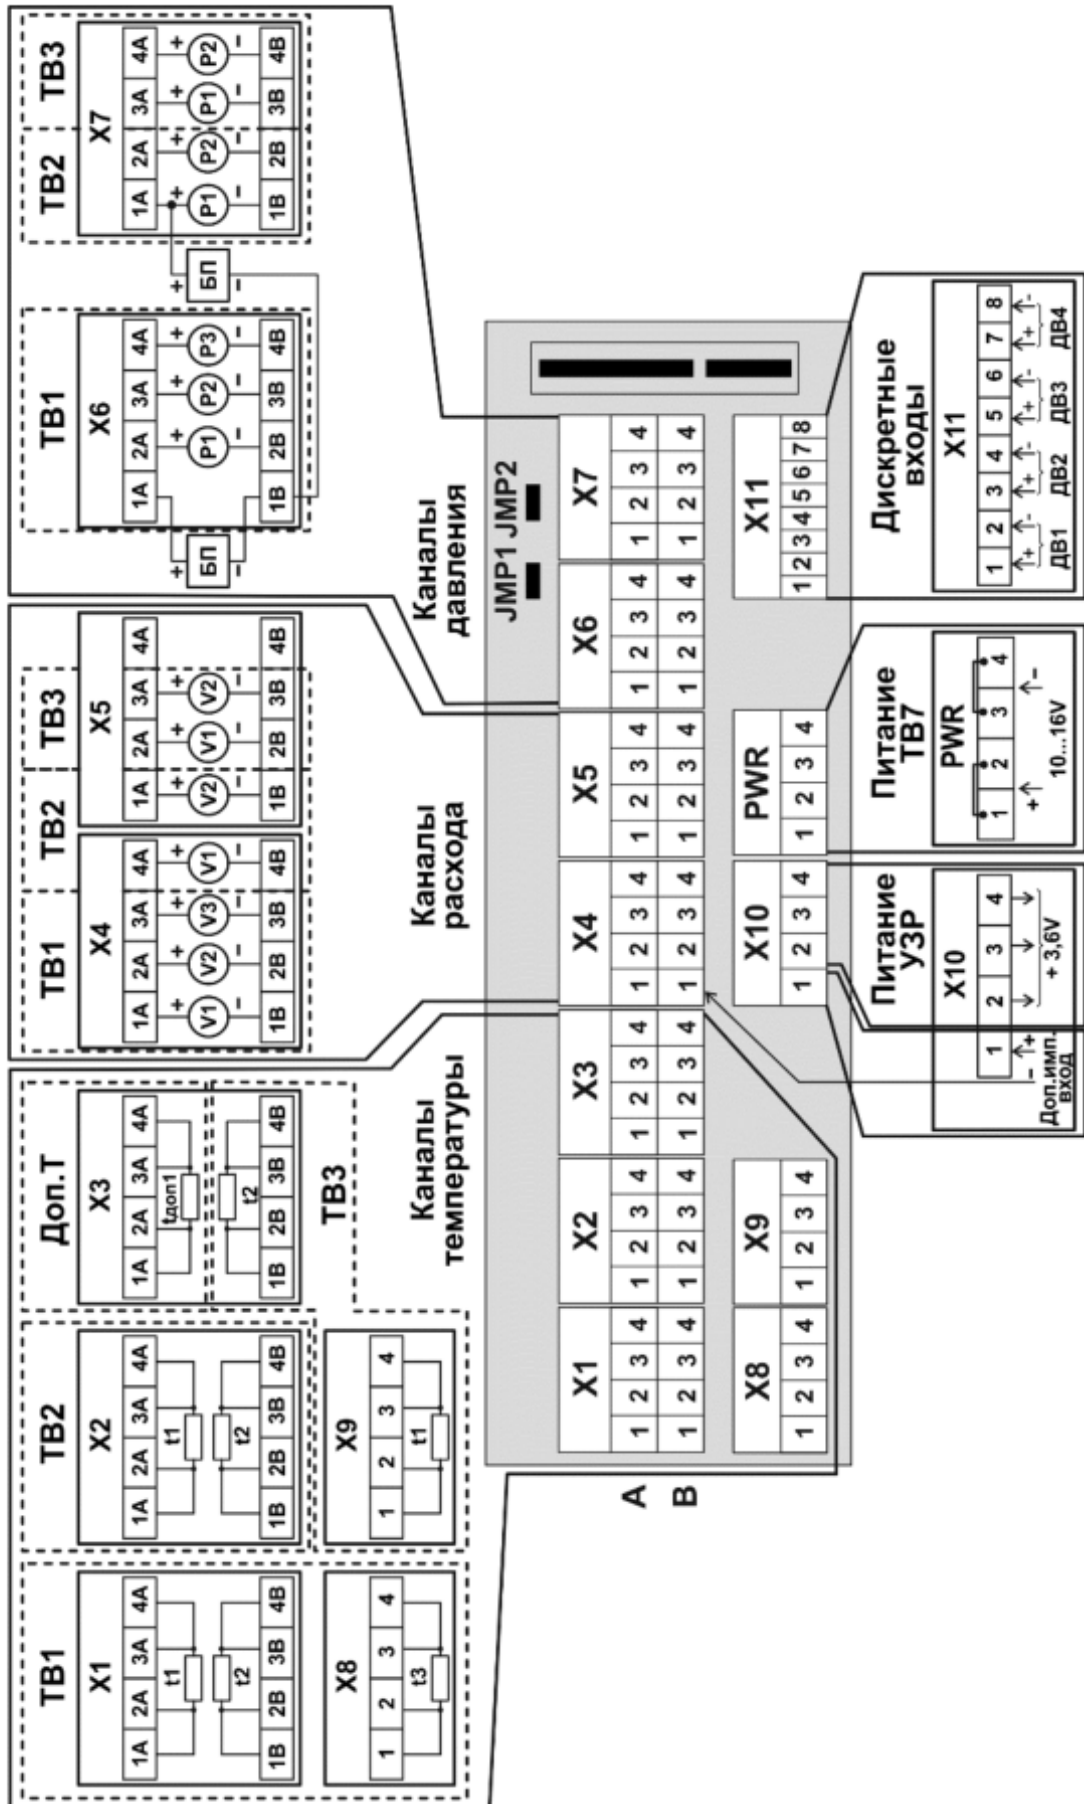 ТВ1 ТВ2 Доп.Т ТВ1 ТВ2 ТВ3 ТВ1 ТВ2 ТВ3
X1
1A 2A 3A 4A
t1
t2
1B 2B 3B 4B
X8
1 2 3 4
t3
X2
1A 2A 3A 4A
t1
t2
1B 2B 3B 4B
X9
1 2 3 4
t1
X3
1A 2A 3A 4A
tдоп1
t2
1B 2B 3B 4B
ТВ3
X4
1A 2A 3A 4A
+ + + +
V1 V2 V3 V1
− − − −
1B 2B 3B 4B
X5
1A 2A 3A 4A
+ + +
V2 V1 V2
− − −
1B 2B 3B 4B
+
БП
−
X6
1A 2A 3A 4A
+ + +
P1 P2 P3
− − −
1B 2B 3B 4B
+
БП
−
X7
1A 2A 3A 4A
+ + + +
P1 P2 P1 P2
− − − −
1B 2B 3B 4B
Каналы
температуры
Каналы
расхода
Каналы
давления
JMP1 JMP2
X1 X2 X3 X4 X5 X6 X7
A 1 2 3 4 1 2 3 4 1 2 3 4 1 2 3 4 1 2 3 4 1 2 3 4 1 2 3 4
B 1 2 3 4 1 2 3 4 1 2 3 4 1 2 3 4 1 2 3 4 1 2 3 4 1 2 3 4
X8 X9 X10 PWR X11
1 2 3 4 1 2 3 4 1 2 3 4 1 2 3 4 1 2 3 4 5 6 7 8
Питание
УЗР
X10
1 2 3 4
− +
+ 3,6V
Доп.имп.
вход
Питание
ТВ7
PWR
1 2 3 4
+ −
10...16V
Дискретные
входы
X11
1 2 3 4 5 6 7 8
+ - + - + - + -
ДВ1 ДВ2 ДВ3 ДВ4